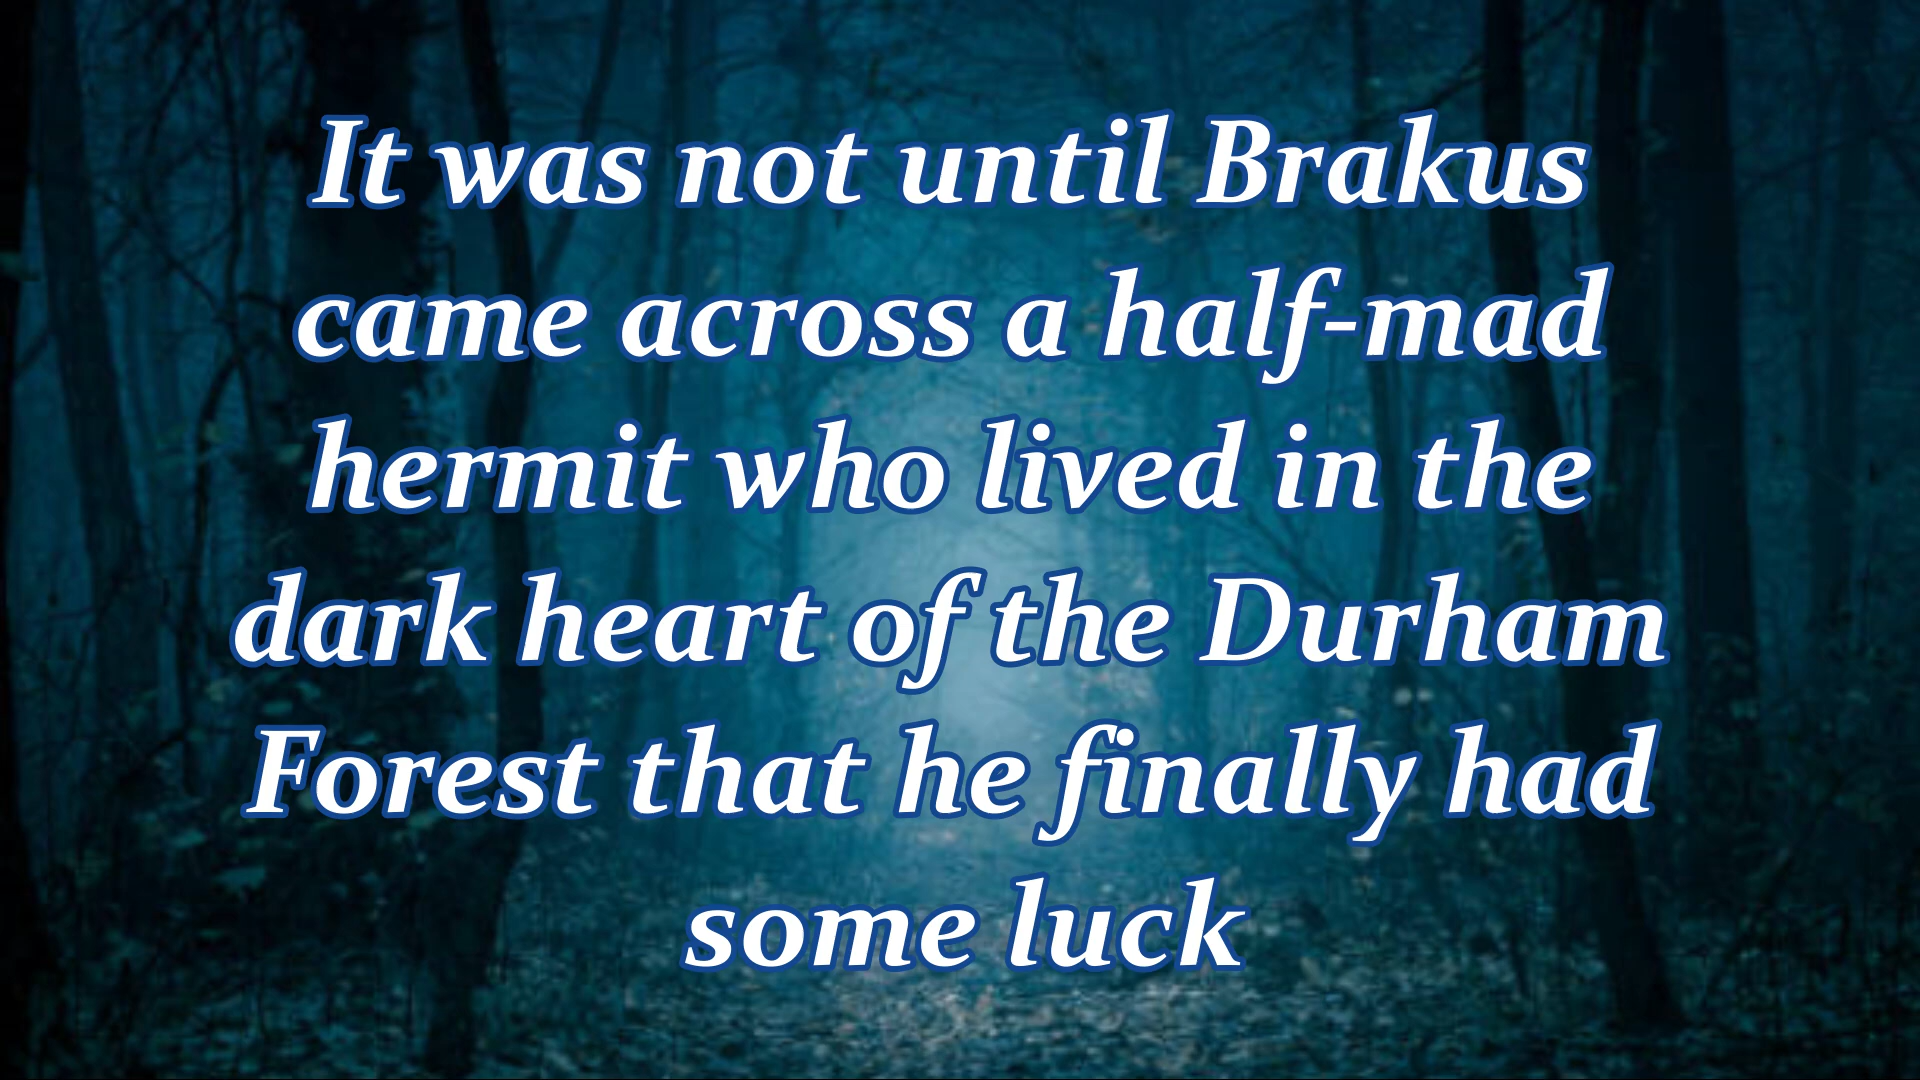 It was not until Brakus
came across a half-mad
hermit who lived in the
dark heart of the Durham
Forest that he finally had
some luck